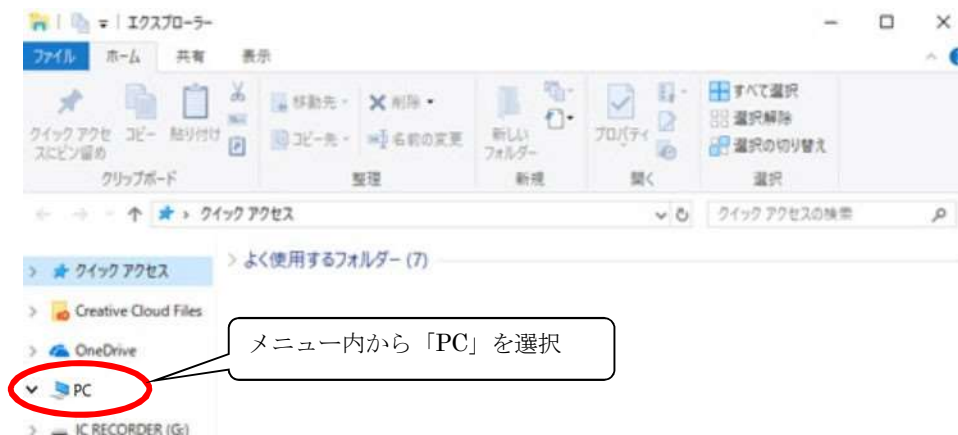 エクスプローラー
ファイル ホーム 共有 表示
クイック アクセスにピン留め コピー 貼り付け
移動先 削除
コピー先 名前の変更
新しいフォルダー
プロパティ
すべて選択
選択解除
選択の切り替え
クリップボード 整理 新規 開く 選択
クイック アクセス クイック アクセスの検索
クイック アクセス
よく使用するフォルダー (7)
Creative Cloud Files
OneDrive
メニュー内から「PC」を選択
PC
IC RECORDER (G:)